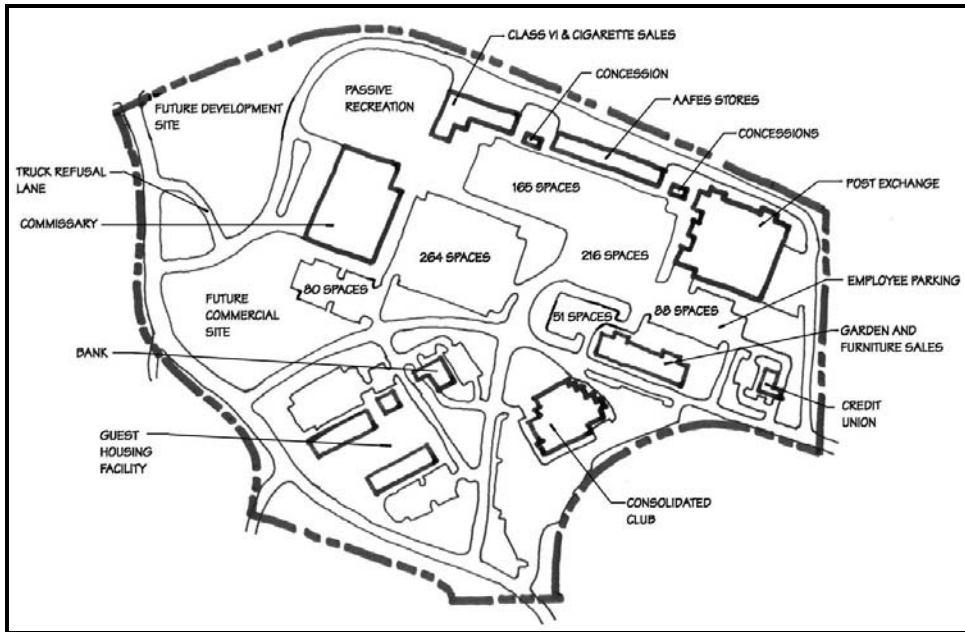 CLASS VI & CIGARETTE SALES
CONCESSION
PASSIVE
RECREATION
AAFES STORES
FUTURE DEVELOPMENT
SITE
CONCESSIONS
TRUCK REFUSAL
LANE
165 SPACES
POST EXCHANGE
COMMISSARY
264 SPACES
216 SPACES
80 SPACES
EMPLOYEE PARKING
FUTURE
COMMERCIAL
SITE
51 SPACES
88 SPACES
GARDEN AND
FURNITURE SALES
BANK
CREDIT
UNION
GUEST
HOUSING
FACILITY
CONSOLIDATED
CLUB